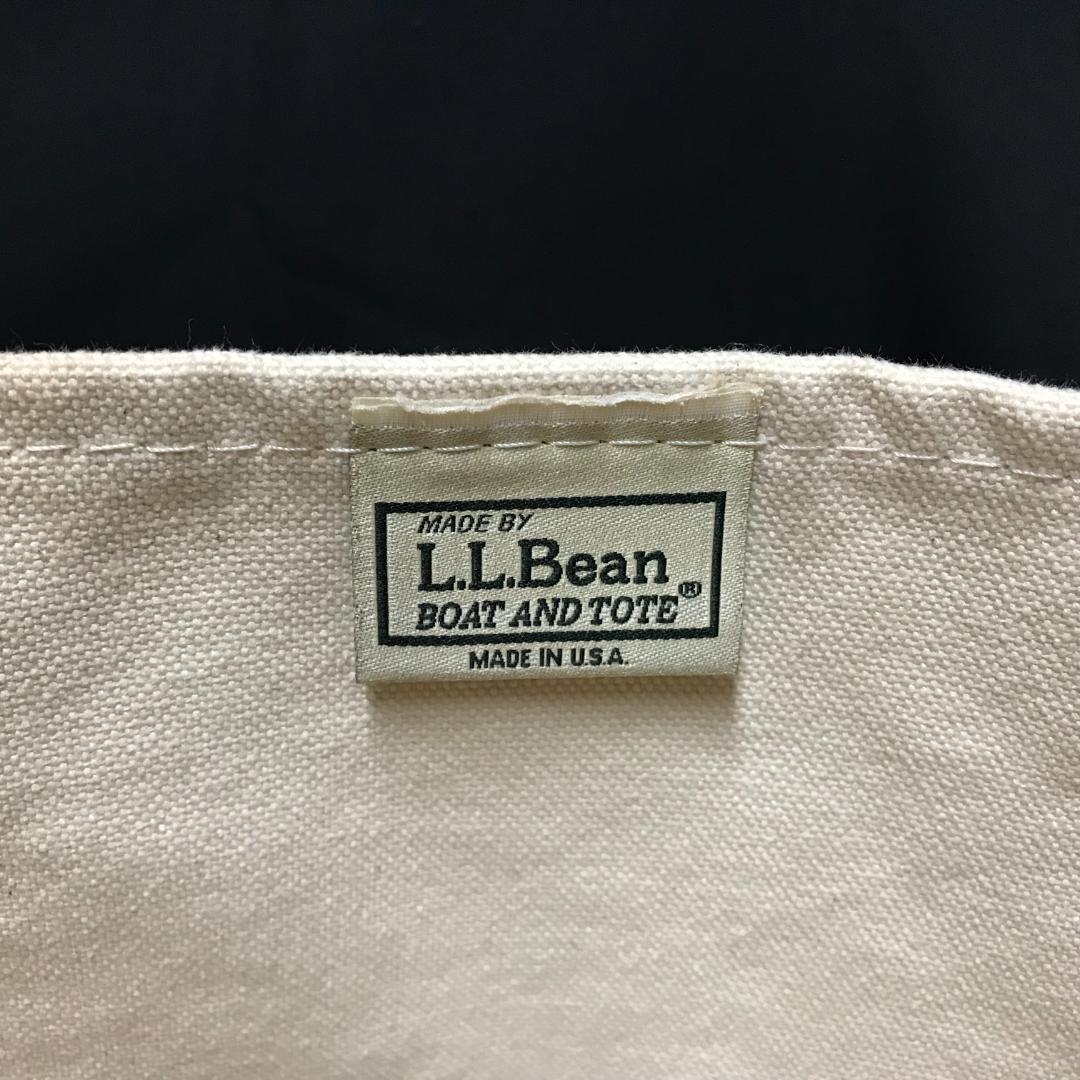 MADE BY
L.L.Bean
BOAT AND TOTE®
MADE IN U.S.A.